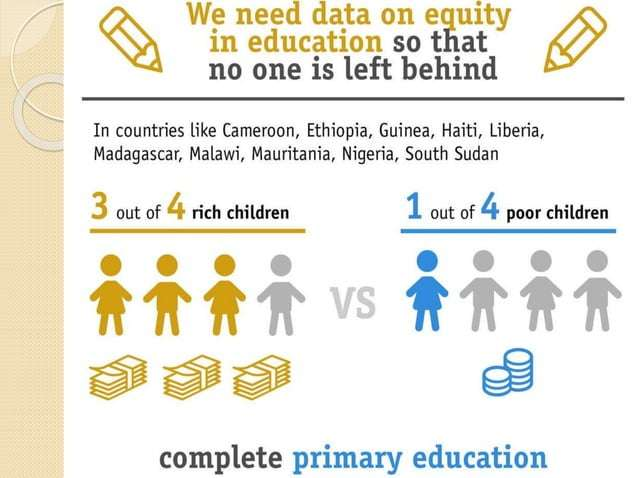 We need data on equity
in education so that
no one is left behind
In countries like Cameroon, Ethiopia, Guinea, Haiti, Liberia,
Madagascar, Malawi, Mauritania, Nigeria, South Sudan
3 out of 4 rich children
1 out of 4 poor children
VS
complete primary education